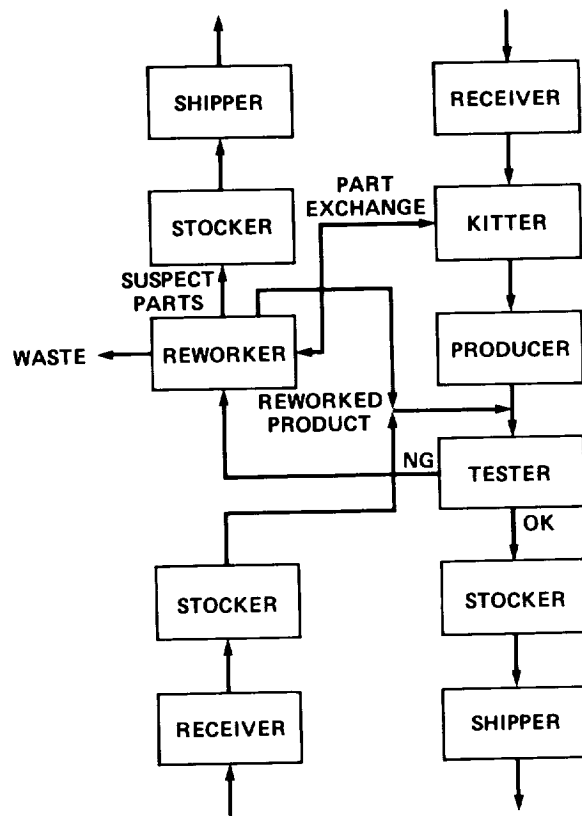 SHIPPER
RECEIVER
PART
EXCHANGE
STOCKER
KITTER
SUSPECT
PARTS
WASTE
REWORKER
PRODUCER
REWORKED
PRODUCT
NG
TESTER
OK
STOCKER
STOCKER
RECEIVER
SHIPPER